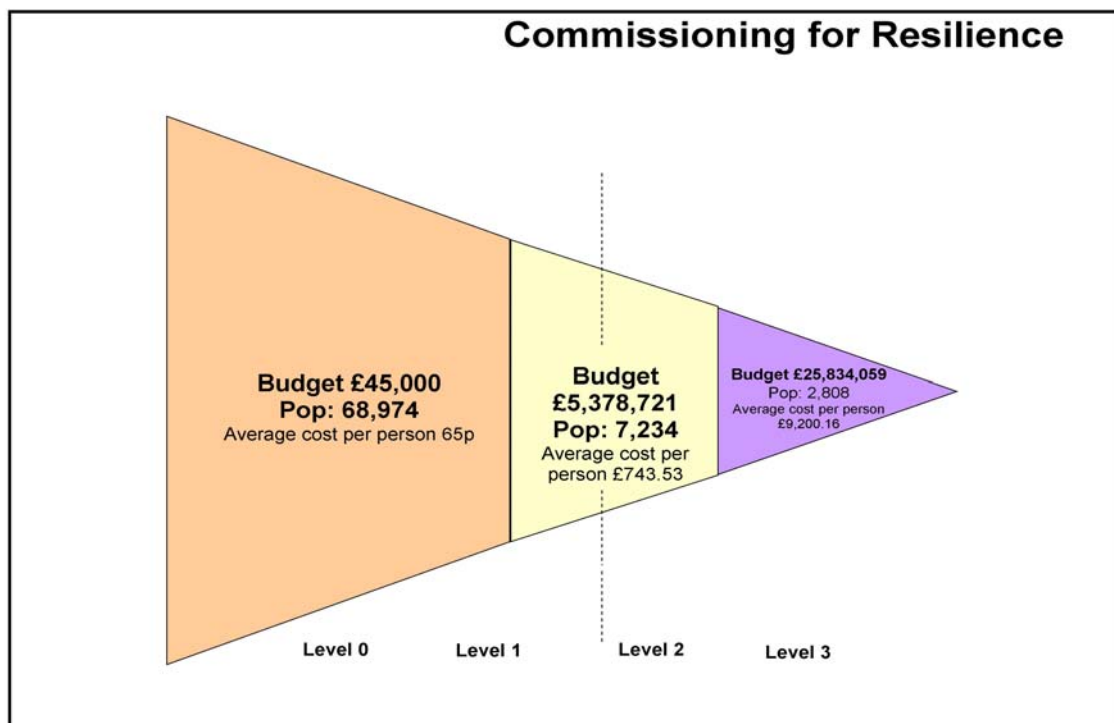 Commissioning for Resilience
Budget £45,000
Pop: 68,974
Average cost per person 65p
Budget
£5,378,721
Pop: 7,234
Average cost per
person £743.53
Budget £25,834,059
Pop: 2,808
Average cost per person
£9,200.16
Level 0
Level 1
Level 2
Level 3